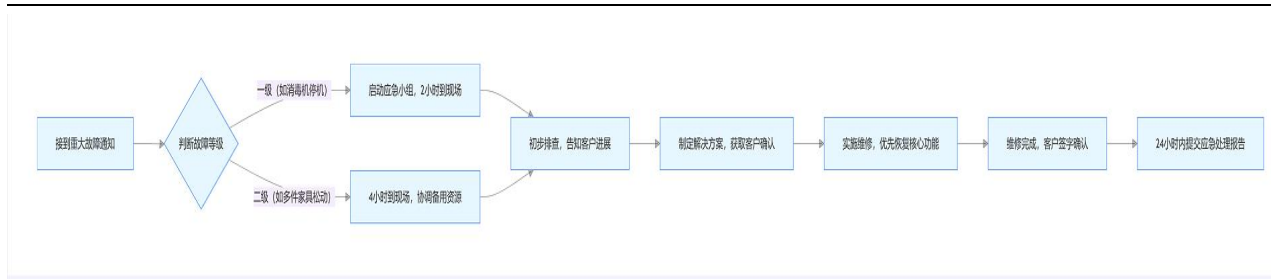 接到重大故障通知
判断故障等级
一级（如消毒机停机）
启动应急小组，2小时到现场
二级（如多件家具松动）
4小时到现场，协调备用资源
初步排查，告知客户进展
制定解决方案，获取客户确认
实施维修，优先恢复核心功能
维修完成，客户签字确认
24小时内提交应急处理报告